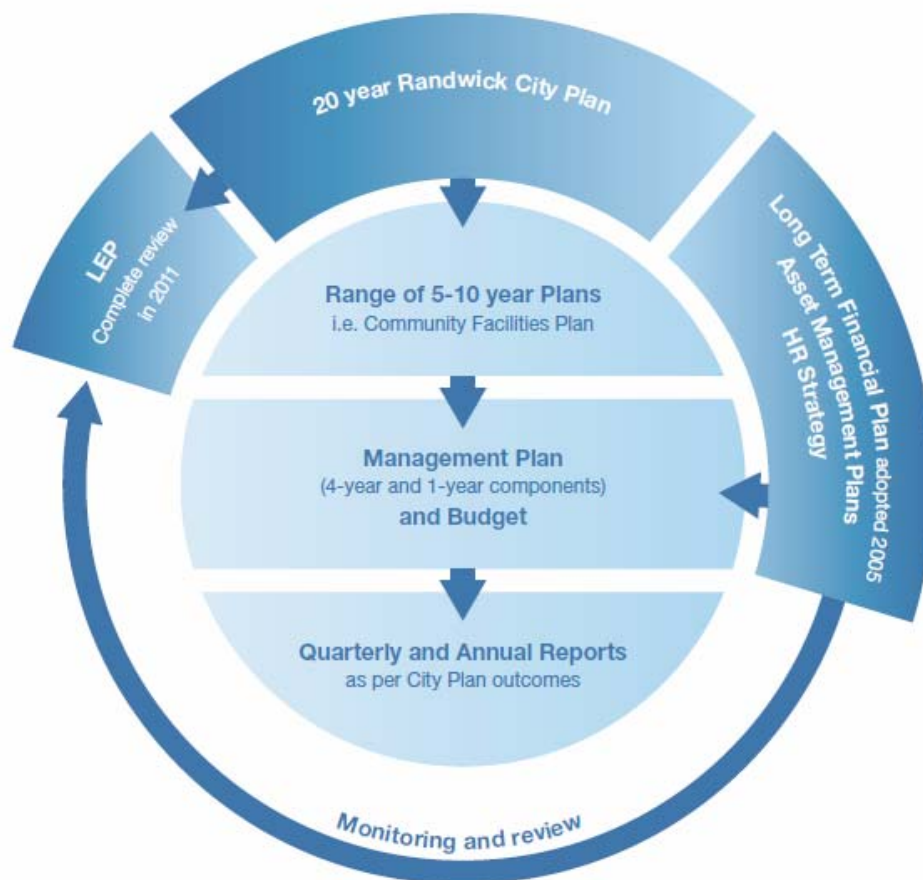 20 year Randwick City Plan
LEP
Complete review
in 2011
Long Term Financial Plan adopted 2005
Asset Management Plans
HR Strategy
Range of 5-10 year Plans
i.e. Community Facilities Plan
Management Plan
(4-year and 1-year components)
and Budget
Quarterly and Annual Reports
as per City Plan outcomes
Monitoring and review